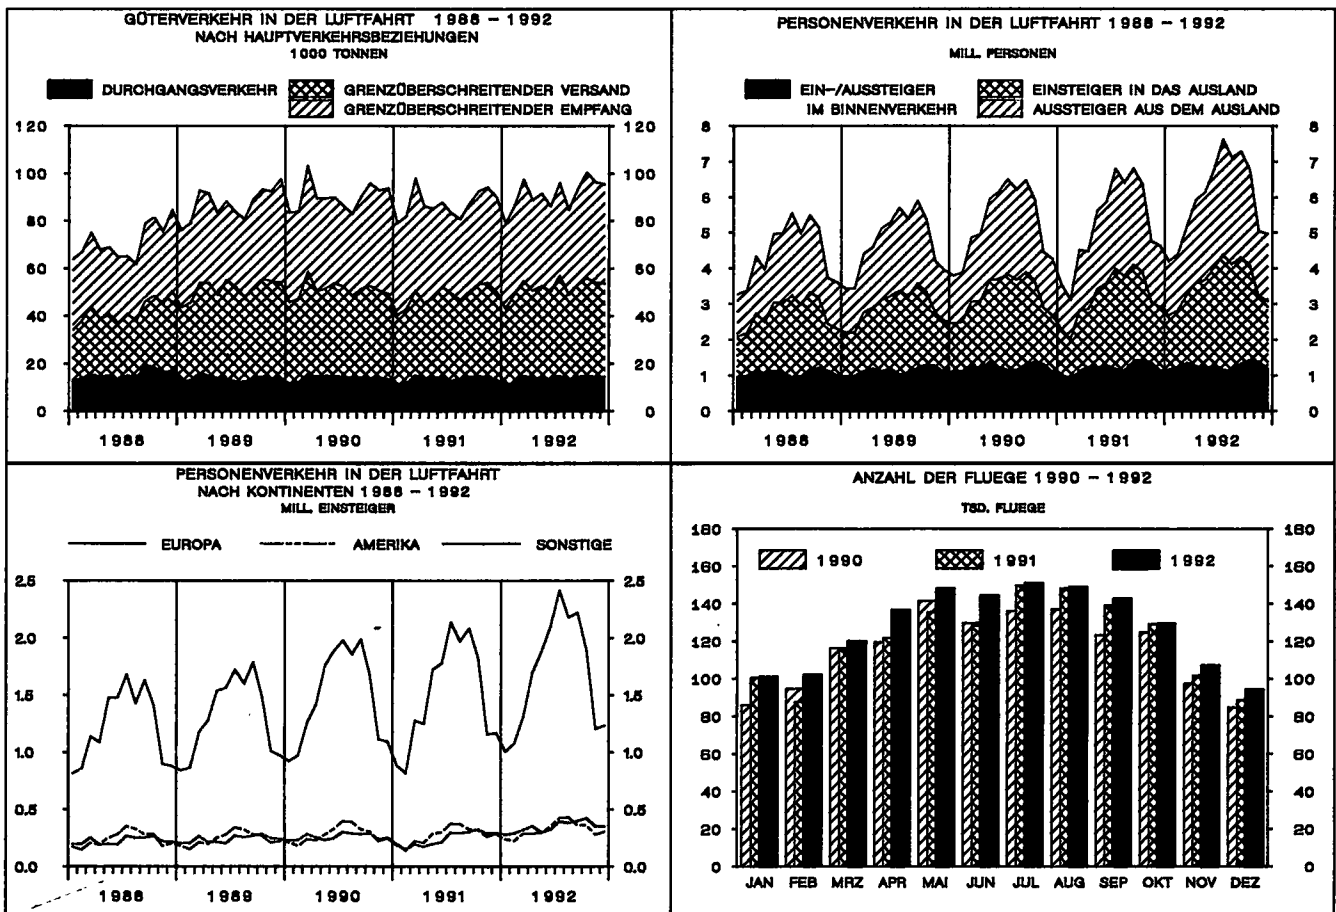 GÜTERVERKEHR IN DER LUFTFAHRT 1988 - 1992
NACH HAUPTVERKEHRSBEZIEHUNGEN
1000 TONNEN
DURCHGANGSVERKEHR
GRENZÜBERSCHREITENDER VERSAND
GRENZÜBERSCHREITENDER EMPFANG
120 120
100 100
80 80
60 60
40 40
20 20
0 0
1988 1989 1990 1991 1992
PERSONENVERKEHR IN DER LUFTFAHRT 1988 - 1992
MILL. PERSONEN
EIN-/AUSSTEIGER
IM BINNENVERKEHR
EINSTEIGER IN DAS AUSLAND
AUSSTEIGER AUS DEM AUSLAND
8 8
7 7
6 6
5 5
4 4
3 3
2 2
1 1
0 0
1988 1989 1990 1991 1992
PERSONENVERKEHR IN DER LUFTFAHRT
NACH KONTINENTEN 1988 - 1992
MILL. EINSTEIGER
EUROPA AMERIKA SONSTIGE
2.5 2.5
2.0 2.0
1.5 1.5
1.0 1.0
0.5 0.5
0.0 0.0
1988 1989 1990 1991 1992
ANZAHL DER FLUEGE 1990 - 1992
TSD. FLUEGE
180 180
1990 1991 1992
160 160
140 140
120 120
100 100
80 80
60 60
40 40
20 20
0 0
JAN FEB MRZ APR MAI JUN JUL AUG SEP OKT NOV DEZ